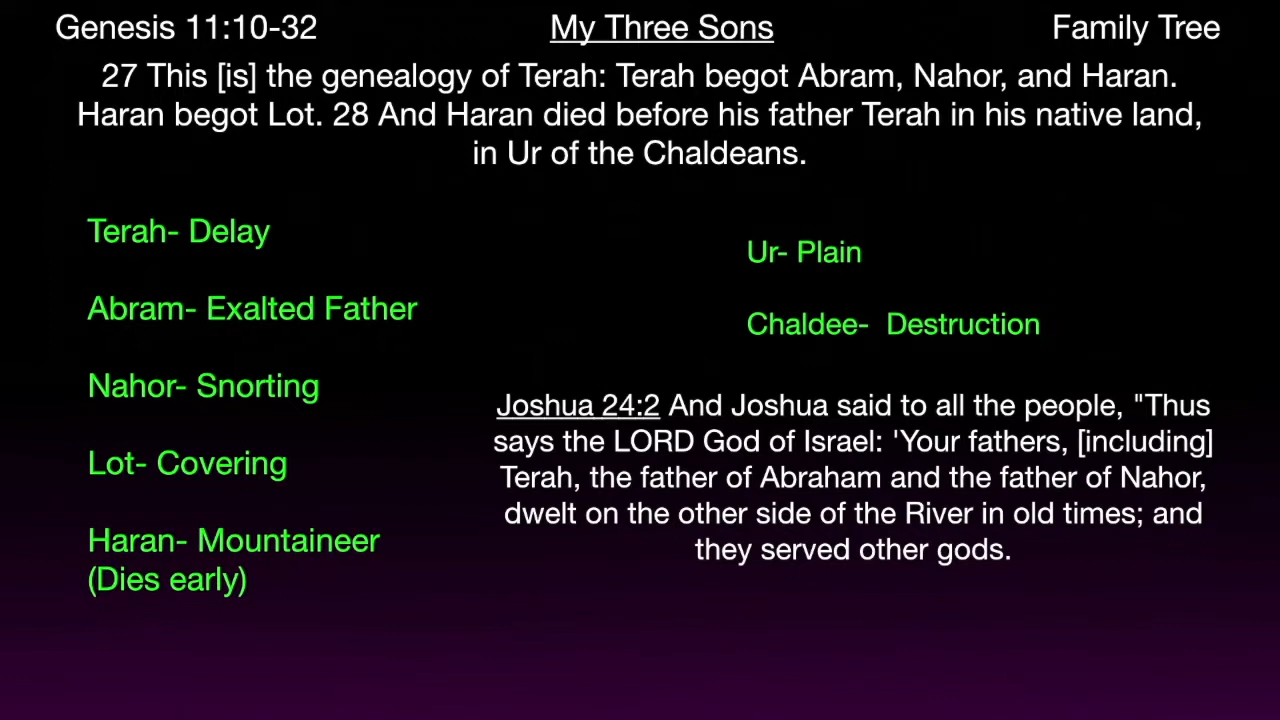 Genesis 11:10-32 My Three Sons Family Tree
27 This [is] the genealogy of Terah: Terah begot Abram, Nahor, and Haran.
Haran begot Lot. 28 And Haran died before his father Terah in his native land,
in Ur of the Chaldeans.
Terah- Delay
Abram- Exalted Father
Nahor- Snorting
Lot- Covering
Haran- Mountaineer
(Dies early)
Ur- Plain
Chaldee-  Destruction
Joshua 24:2 And Joshua said to all the people, "Thus
says the LORD God of Israel: 'Your fathers, [including]
Terah, the father of Abraham and the father of Nahor,
dwelt on the other side of the River in old times; and
they served other gods.